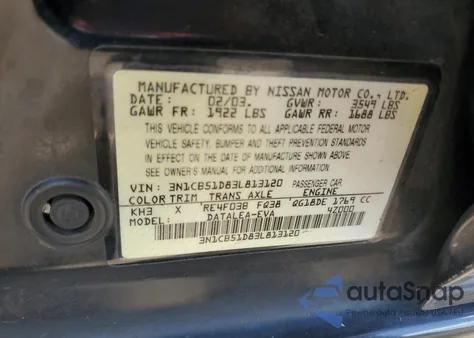 MANUFACTURED BY NISSAN MOTOR CO., LTD.
DATE: 02/03. GVWR: 3549 LBS
GAWR FR: 1922 LBS GAWR RR: 1688 LBS
THIS VEHICLE CONFORMS TO ALL APPLICABLE FEDERAL MOTOR
VEHICLE SAFETY, BUMPER, AND THEFT PREVENTION STANDARDS
IN EFFECT ON THE DATE OF MANUFACTURE SHOWN ABOVE.
SEE OWNER'S MANUAL FOR ADDITIONAL INFORMATION.
VIN: 3N1CB51D83L813120 PASSENGER CAR
COLOR TRIM TRANS AXLE ENGINE
KH3 X RE4F03B FQ38 QG18DE 1769 CC
MODEL: DATALEA-EVA 42000
3N1CB51D83L813120
autoSnap